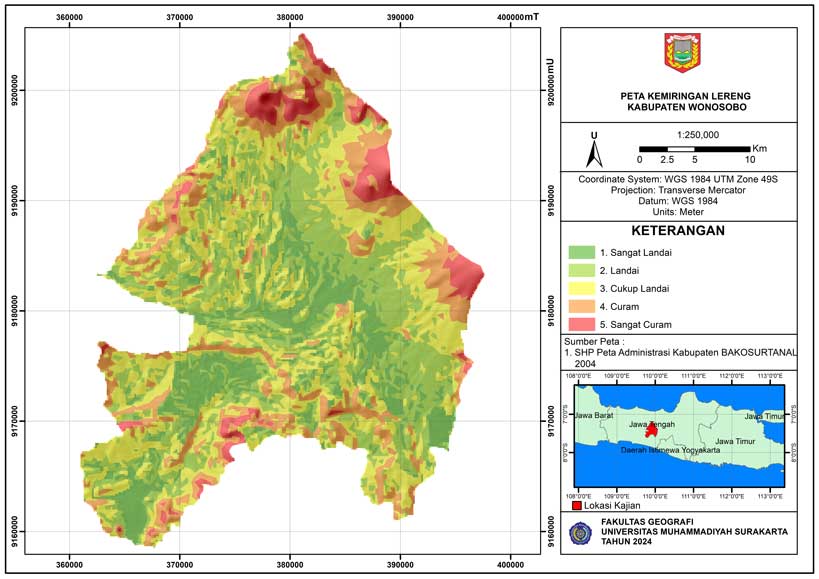 360000 370000 380000 390000 400000mT
9200000mU
9200000
9190000
9190000
9180000
9180000
9170000
9170000
9160000
9160000
360000 370000 380000 390000 400000
PETA KEMIRINGAN LERENG
KABUPATEN WONOSOBO
U
1:250,000
Km
0 2.5 5 10
Coordinate System: WGS 1984 UTM Zone 49S
Projection: Transverse Mercator
Datum: WGS 1984
Units: Meter
KETERANGAN
1. Sangat Landai
2. Landai
3. Cukup Landai
4. Curam
5. Sangat Curam
Sumber Peta :
1. SHP Peta Administrasi Kabupaten BAKOSURTANAL
2004
108°0'0"E 109°0'0"E 110°0'0"E 111°0'0"E 112°0'0"E 113°0'0"E
7°0'0"S
7°0'0"S
8°0'0"S
8°0'0"S
Jawa Barat
Jawa Tengah
Jawa Timur
Jawa Timur
Daerah Istimewa Yogyakarta
108°0'0"E 109°0'0"E 110°0'0"E 111°0'0"E 112°0'0"E 113°0'0"E
Lokasi Kajian
FAKULTAS GEOGRAFI
UNIVERSITAS MUHAMMADIYAH SURAKARTA
TAHUN 2024